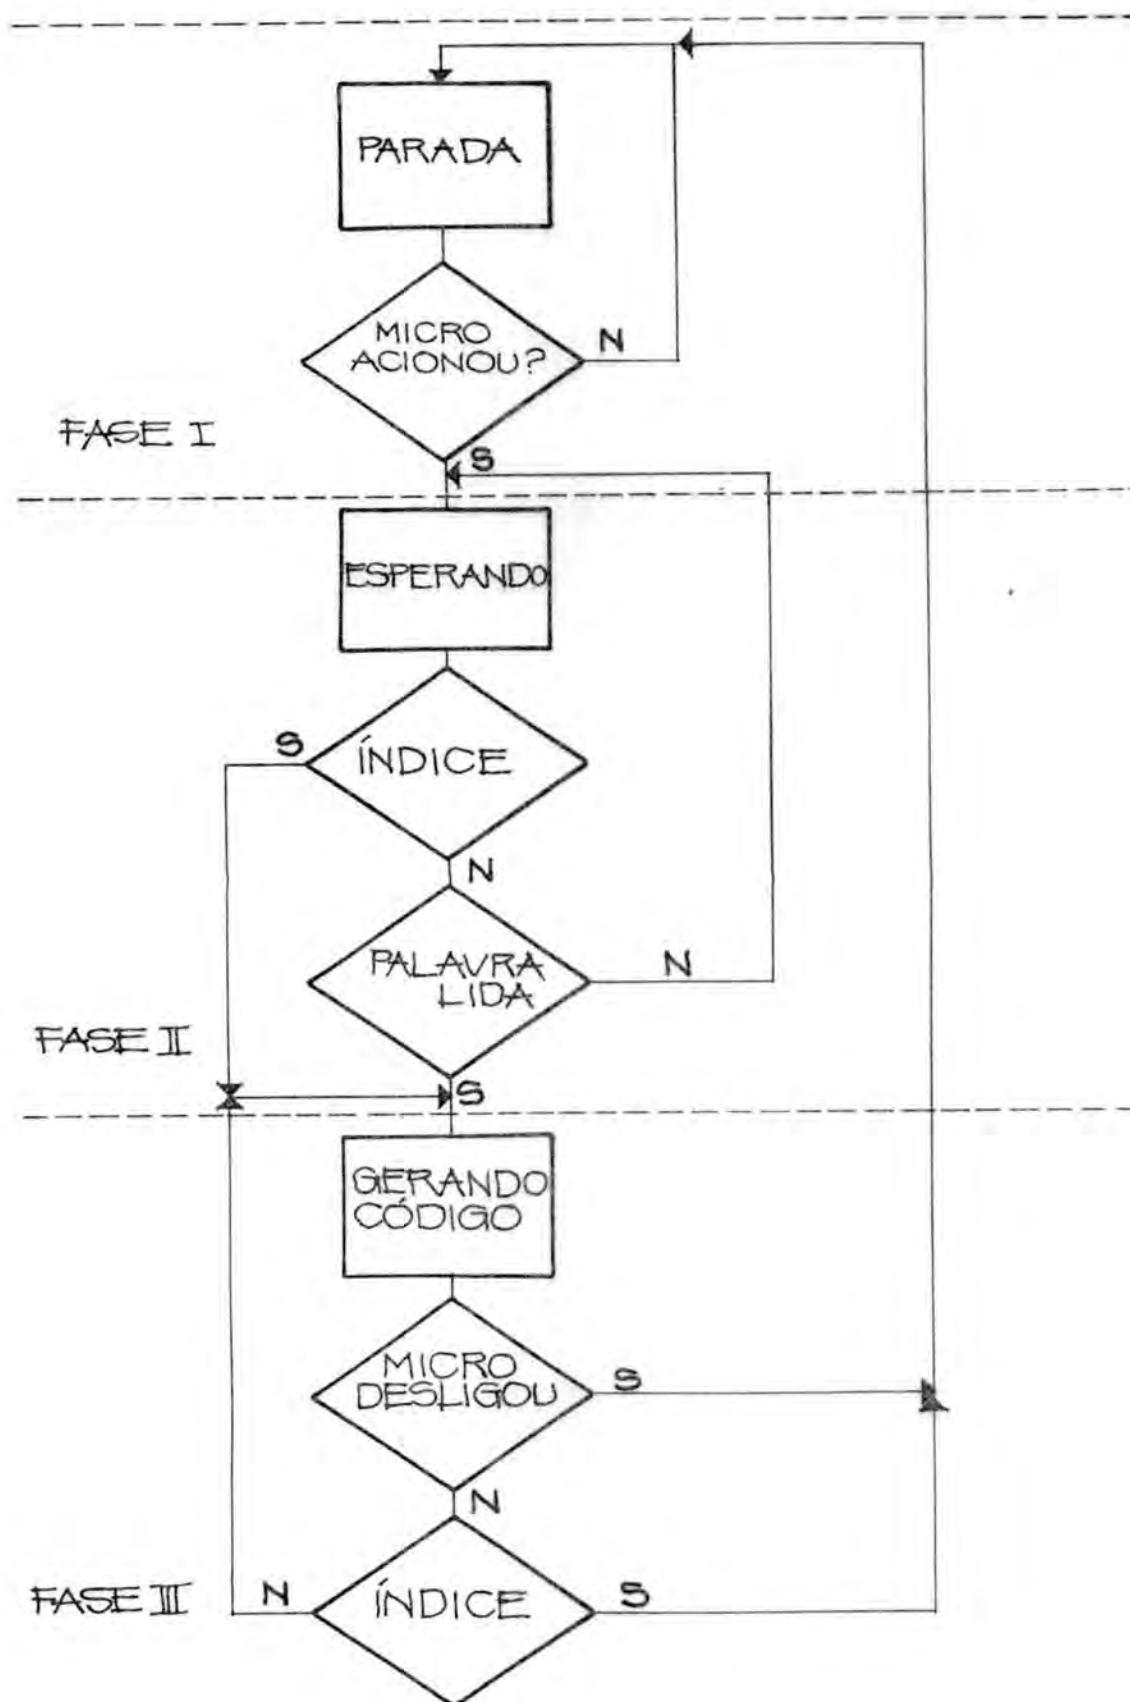 PARADA
MICRO
ACIONOU?
N
FASE I
S
ESPERANDO
S
ÍNDICE
N
PALAVRA
LIDA
N
FASE II
S
GERANDO
CÓDIGO
MICRO
DESLIGOU
S
N
FASE III
N
ÍNDICE
S